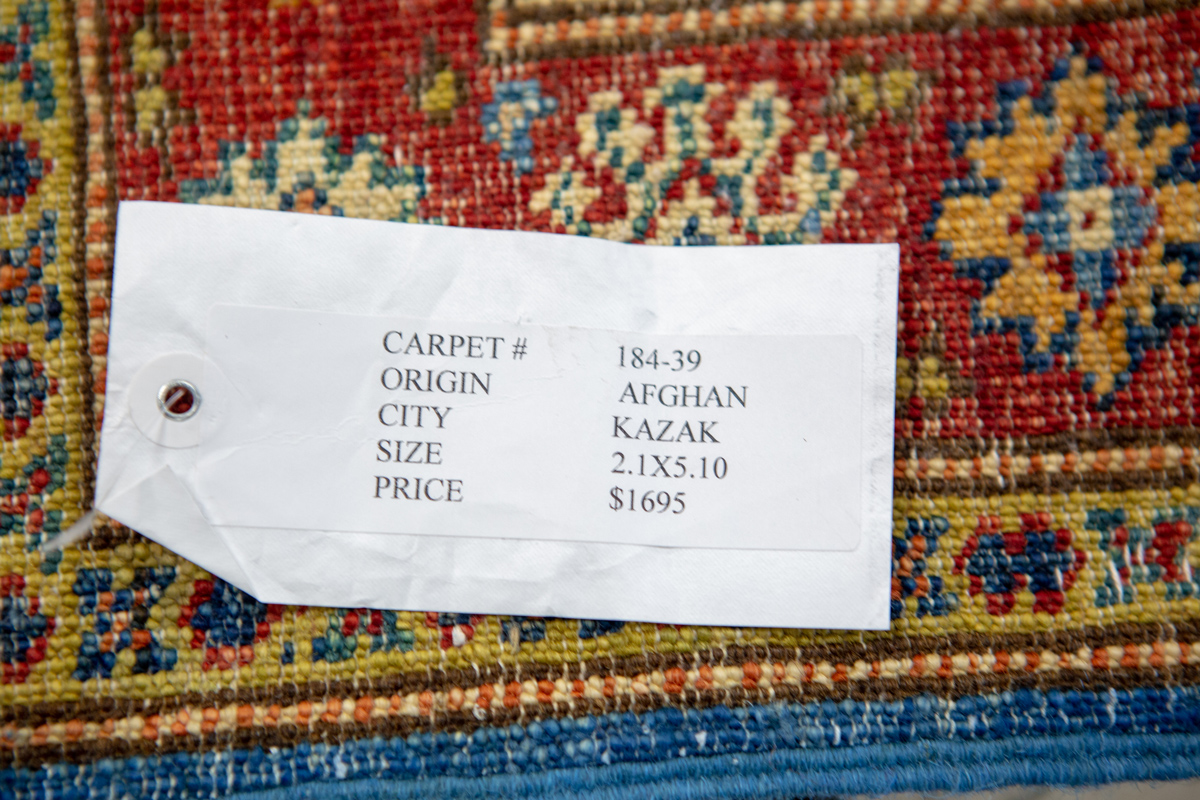 CARPET # 184-39
ORIGIN AFGHAN
CITY KAZAK
SIZE 2.1X5.10
PRICE $1695